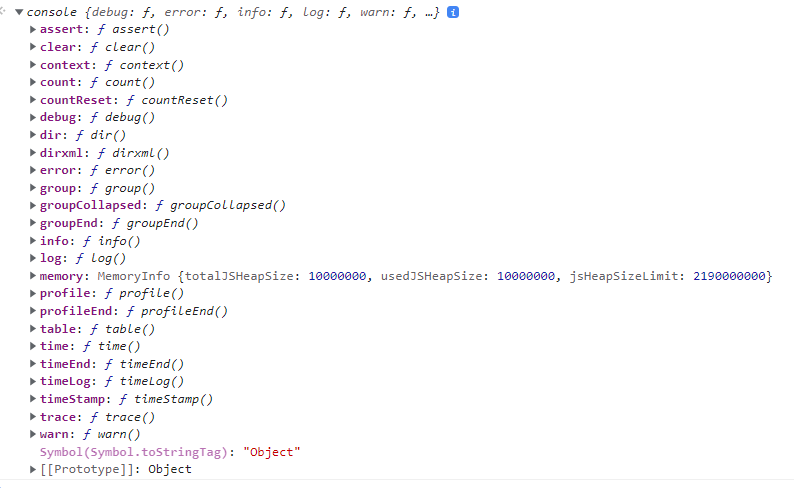 console {debug: ƒ, error: ƒ, info: ƒ, log: ƒ, warn: ƒ, …} i
assert: ƒ assert()
clear: ƒ clear()
context: ƒ context()
count: ƒ count()
countReset: ƒ countReset()
debug: ƒ debug()
dir: ƒ dir()
dirxml: ƒ dirxml()
error: ƒ error()
group: ƒ group()
groupCollapsed: ƒ groupCollapsed()
groupEnd: ƒ groupEnd()
info: ƒ info()
log: ƒ log()
memory: MemoryInfo {totalJSHeapSize: 10000000, usedJSHeapSize: 10000000, jsHeapSizeLimit: 2190000000}
profile: ƒ profile()
profileEnd: ƒ profileEnd()
table: ƒ table()
time: ƒ time()
timeEnd: ƒ timeEnd()
timeLog: ƒ timeLog()
timeStamp: ƒ timeStamp()
trace: ƒ trace()
warn: ƒ warn()
Symbol(Symbol.toStringTag): "Object"
[[Prototype]]: Object